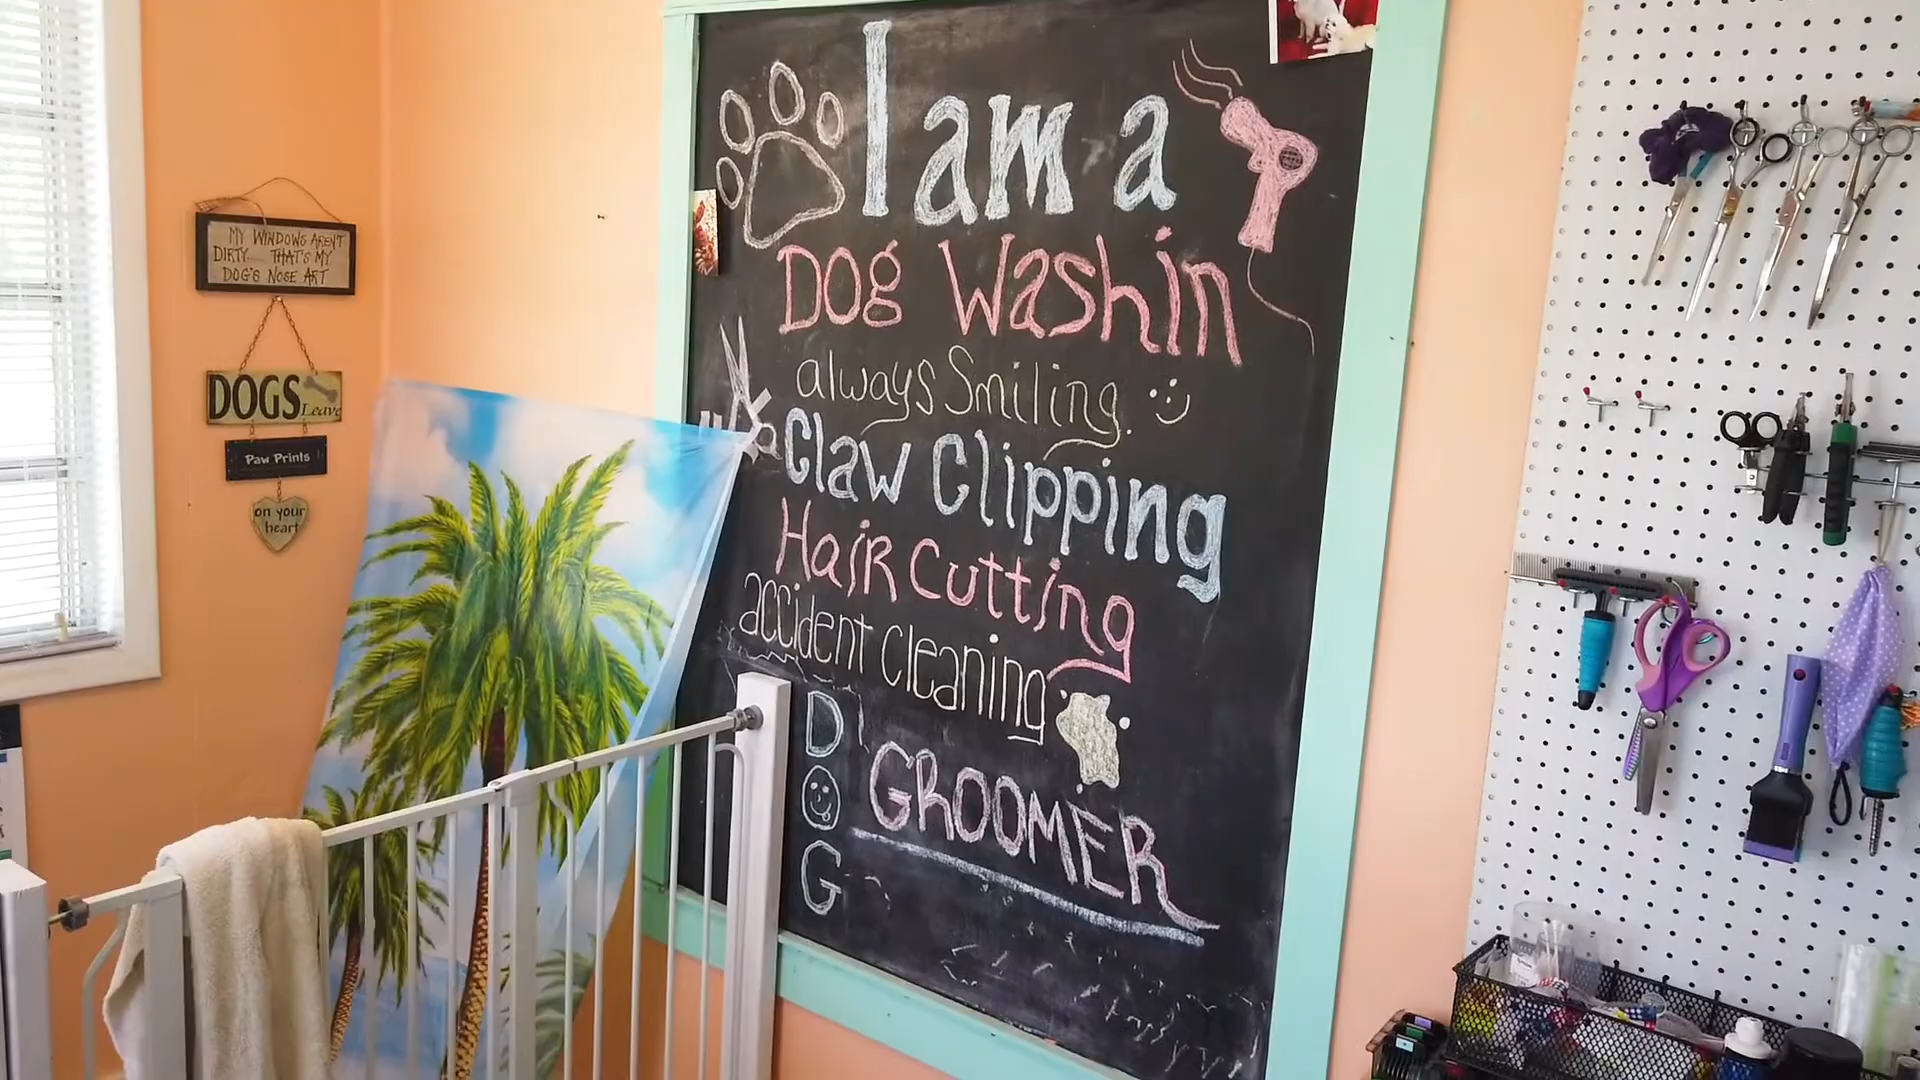 MY WINDOWS AREN'T
DIRTY..... THAT'S MY
DOG'S NOSE ART
DOGS
Leave
Paw Prints
on your
heart
I am a
DOG Washin
always Smiling.
Claw Clipping
HaiR Cutting
accident cleaning
DOG
GROOMER